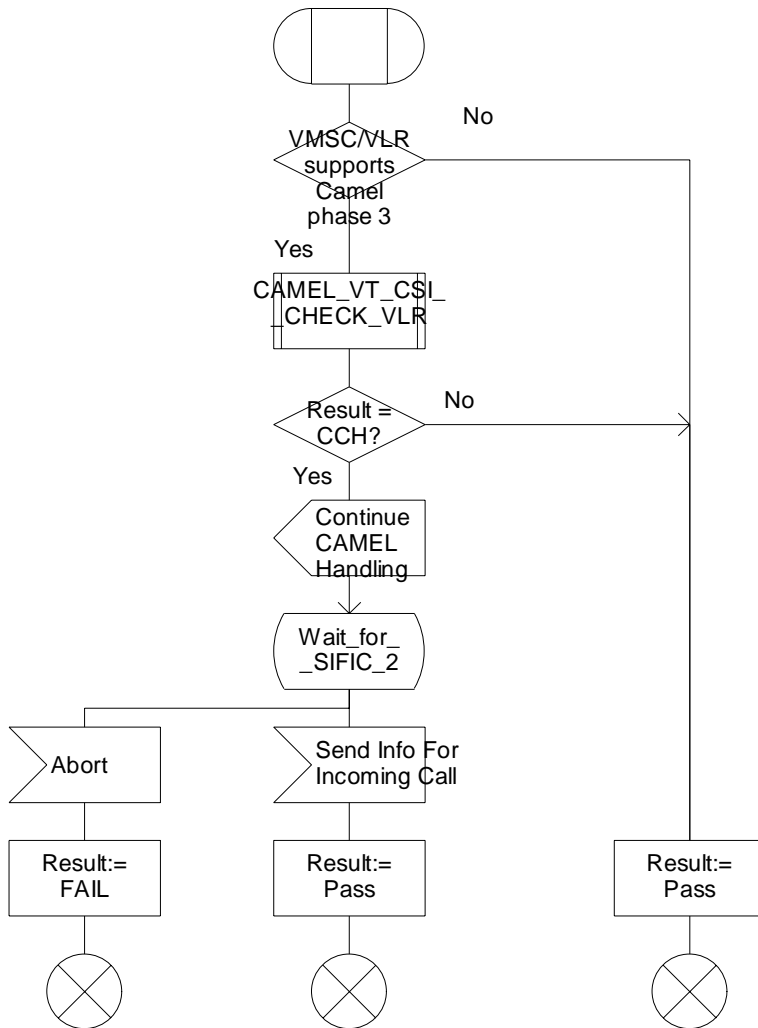 No
VMSC/VLR
supports
Camel
phase 3
Yes
CAMEL_VT_CSI_
_CHECK_VLR
Result =
CCH?
No
Yes
Continue
CAMEL
Handling
Wait_for_
_SIFIC_2
Abort
Send Info For
Incoming Call
Result:=
FAIL
Result:=
Pass
Result:=
Pass